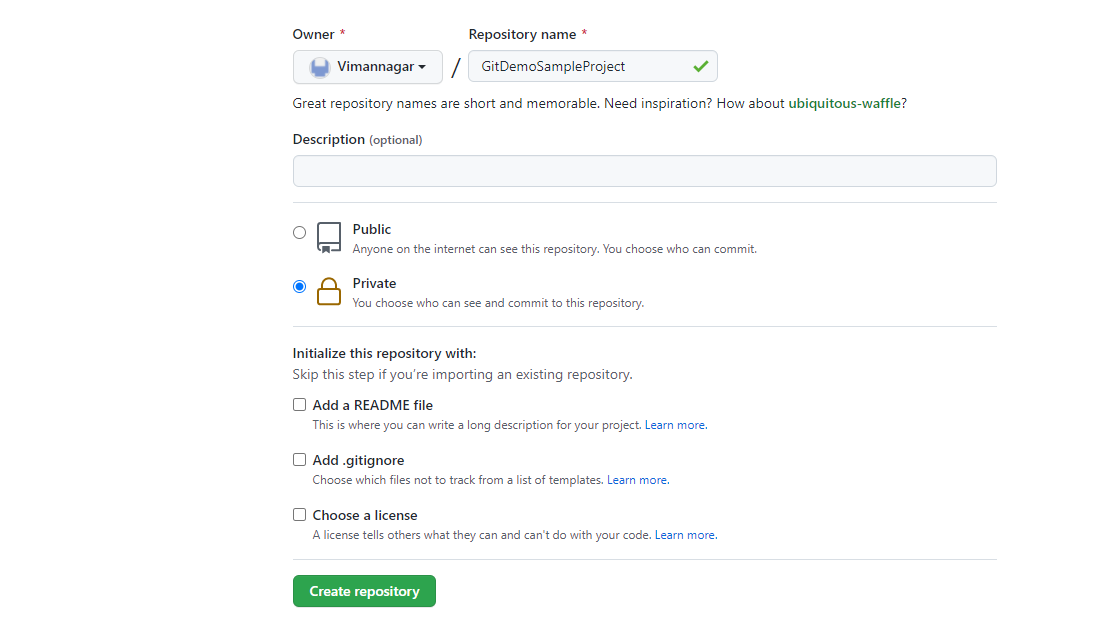 Owner * Repository name *
Vimannagar / GitDemoSampleProject
Great repository names are short and memorable. Need inspiration? How about ubiquitous-waffle?
Description (optional)
Public
Anyone on the internet can see this repository. You choose who can commit.
Private
You choose who can see and commit to this repository.
Initialize this repository with:
Skip this step if you’re importing an existing repository.
Add a README file
This is where you can write a long description for your project. Learn more.
Add .gitignore
Choose which files not to track from a list of templates. Learn more.
Choose a license
A license tells others what they can and can't do with your code. Learn more.
Create repository